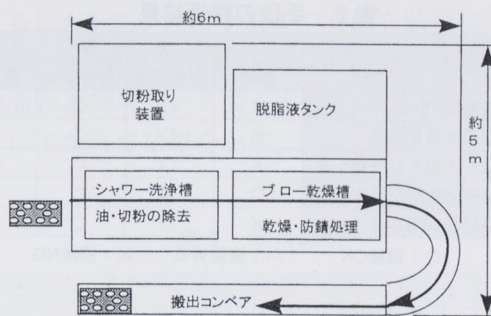 約6m
切粉取り
装置
脱脂液タンク
約5m
シャワー洗浄槽
油・切粉の除去
ブロー乾燥槽
乾燥・防錆処理
搬出コンベア